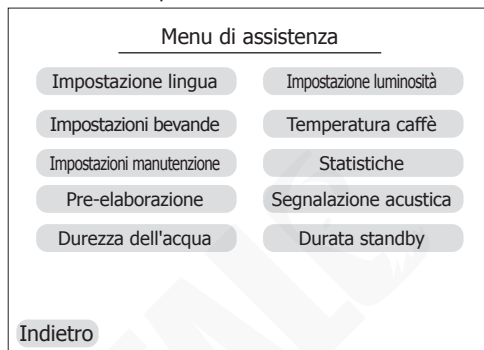 Menu di assistenza
Impostazione lingua
Impostazione luminosità
Impostazioni bevande
Temperatura caffè
Impostazioni manutenzione
Statistiche
Pre-elaborazione
Segnalazione acustica
Durezza dell'acqua
Durata standby
Indietro